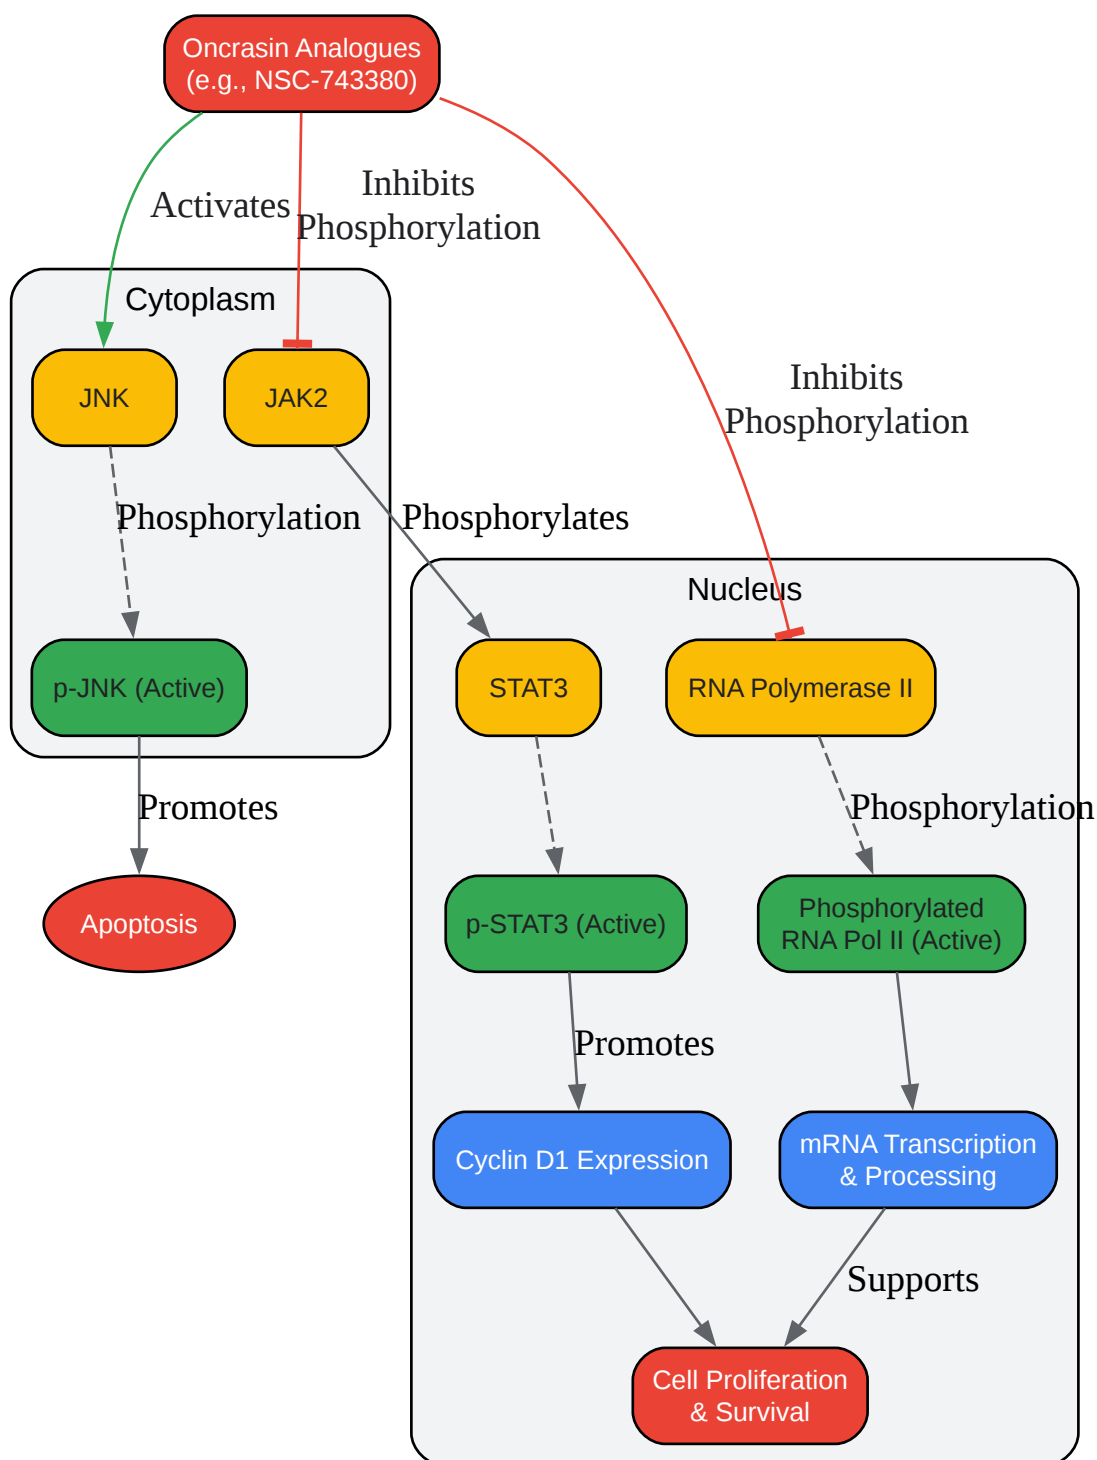 Oncrasin Analogues
(e.g., NSC-743380)
Activates
Inhibits
Phosphorylation
Cytoplasm
JNK
JAK2
Inhibits
Phosphorylation
Phosphorylation
Phosphorylates
Nucleus
p-JNK (Active)
STAT3
RNA Polymerase II
Promotes
Phosphorylation
Apoptosis
p-STAT3 (Active)
Phosphorylated
RNA Pol II (Active)
Promotes
Cyclin D1 Expression
mRNA Transcription
& Processing
Supports
Cell Proliferation
& Survival